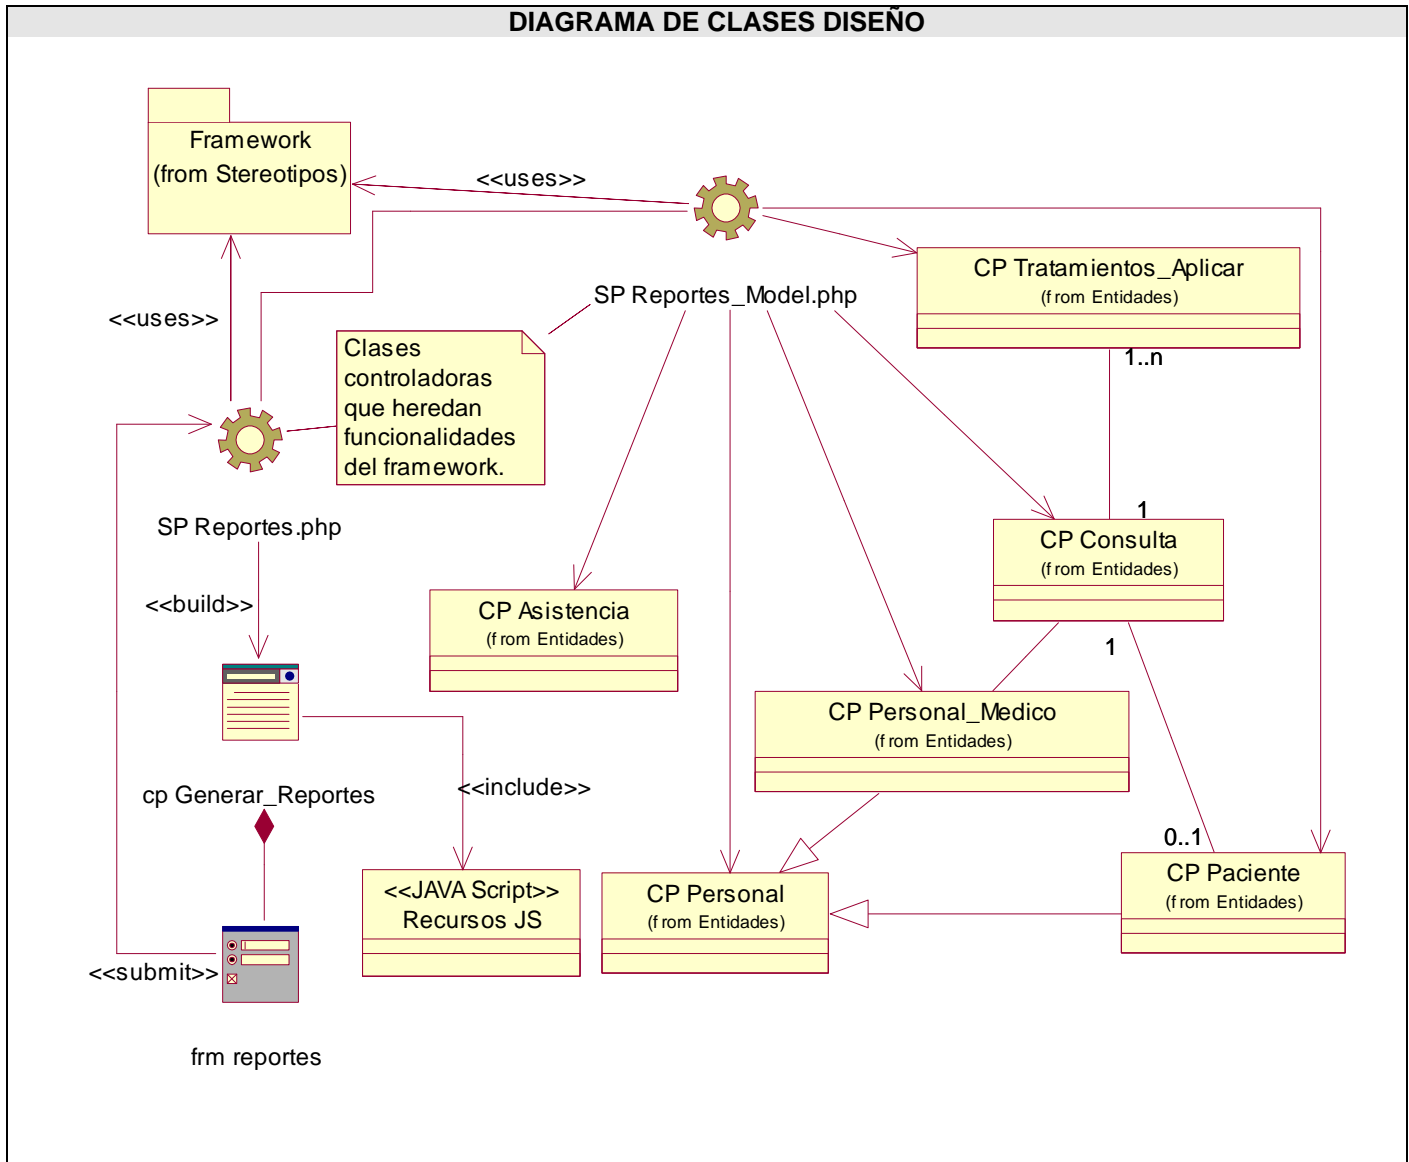 DIAGRAMA DE CLASES DISEÑO
Framework
(from Stereotipos)
<<uses>>
CP Tratamientos_Aplicar
(from Entidades)
SP Reportes_Model.php
<<uses>>
Clases
controladoras
que heredan
funcionalidades
del framework.
1..n
1
SP Reportes.php
CP Consulta
(from Entidades)
<<build>>
CP Asistencia
(from Entidades)
1
CP Personal_Medico
(from Entidades)
cp Generar_Reportes
<<include>>
0..1
<<JAVA Script>>
Recursos JS
CP Personal
(from Entidades)
CP Paciente
(from Entidades)
<<submit>>
frm reportes